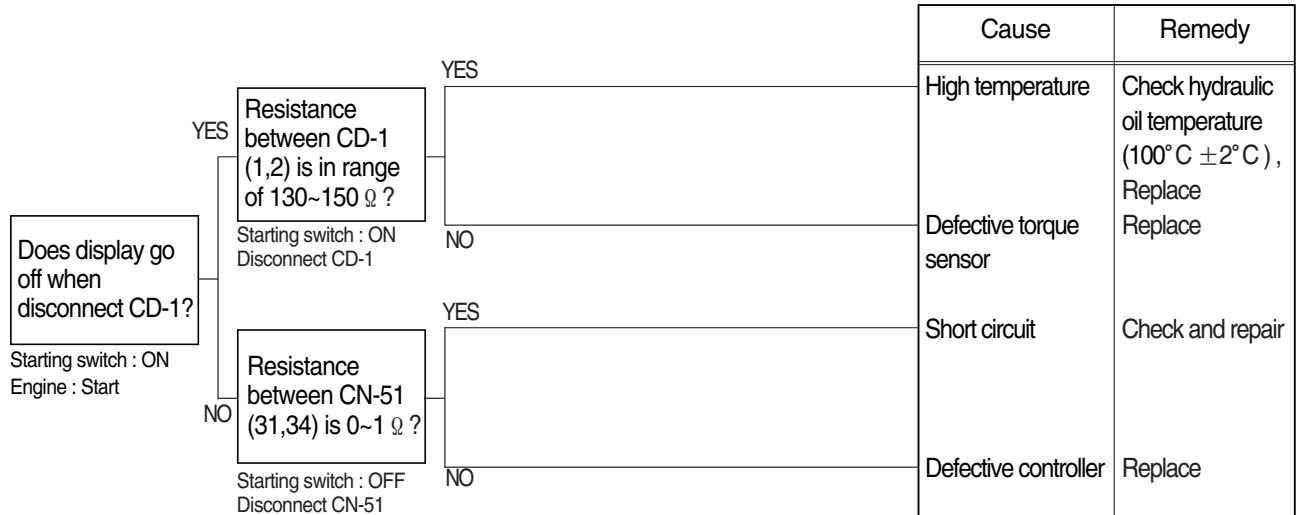 Cause
Remedy
YES
High temperature
Check hydraulic
oil temperature
(100°C ±2°C) ,
Replace
YES
Resistance
between CD-1
(1,2) is in range
of 130~150 Ω ?
Starting switch : ON
Disconnect CD-1
NO
Defective torque
sensor
Replace
Does display go
off when
disconnect CD-1?
Starting switch : ON
Engine : Start
YES
Short circuit
Check and repair
NO
Resistance
between CN-51
(31,34) is 0~1 Ω ?
Starting switch : OFF
Disconnect CN-51
NO
Defective controller
Replace